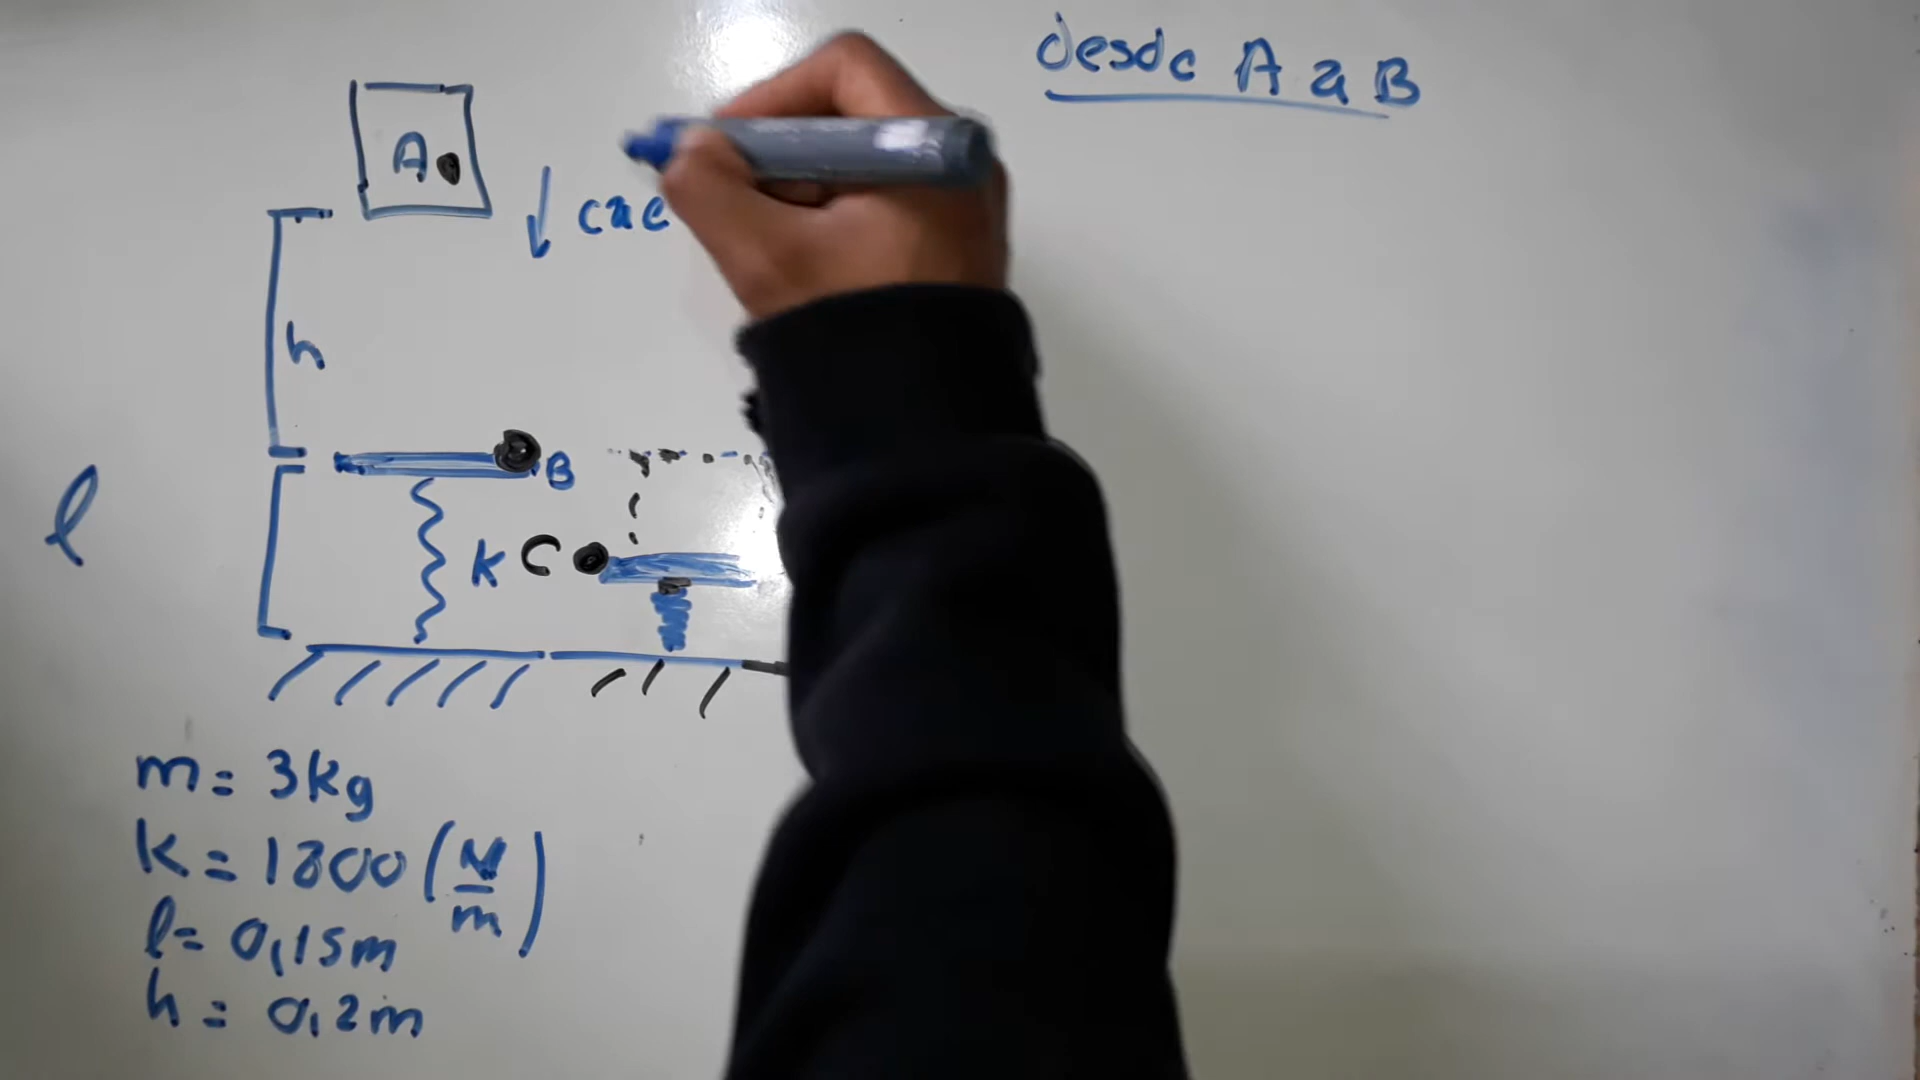 desde A a B
A
cae
h
B
l
K C
m = 3kg
K = 1800 (N/m)
l = 0,15m
h = 0,2m